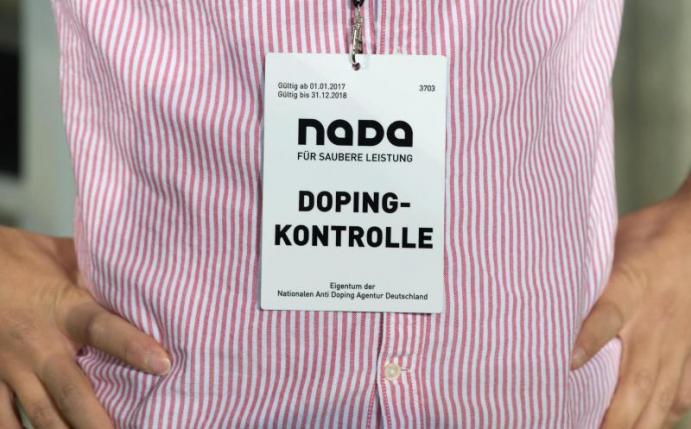 Gültig ab 01.01.2017
Gültig bis 31.12.2018
3703
NADA
FÜR SAUBERE LEISTUNG
DOPING-
KONTROLLE
Eigentum der
Nationalen Anti Doping Agentur Deutschland